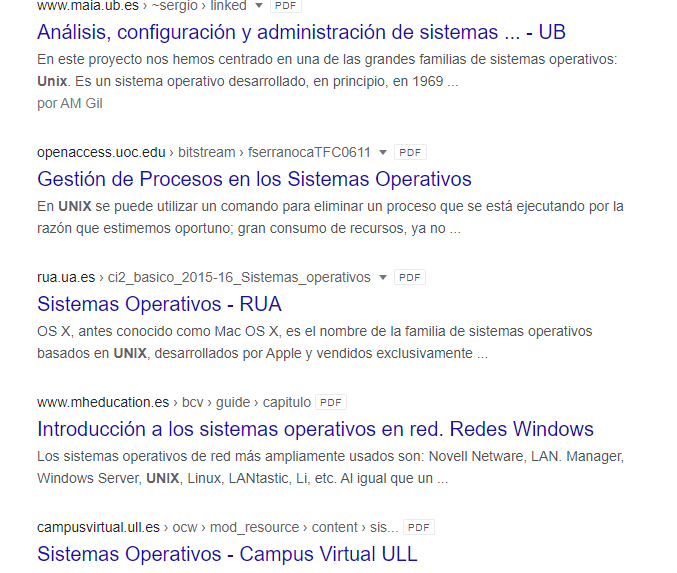 www.maia.ub.es › ~sergio › linked PDF
Análisis, configuración y administración de sistemas ... - UB
En este proyecto nos hemos centrado en una de las grandes familias de sistemas operativos:
Unix. Es un sistema operativo desarrollado, en principio, en 1969 ...
por AM Gil
openaccess.uoc.edu › bitstream › fserranocaTFC0611 PDF
Gestión de Procesos en los Sistemas Operativos
En UNIX se puede utilizar un comando para eliminar un proceso que se está ejecutando por la
razón que estimemos oportuno; gran consumo de recursos, ya no ...
rua.ua.es › ci2_basico_2015-16_Sistemas_operativos PDF
Sistemas Operativos - RUA
OS X, antes conocido como Mac OS X, es el nombre de la familia de sistemas operativos
basados en UNIX, desarrollados por Apple y vendidos exclusivamente ...
www.mheducation.es › bcv › guide › capitulo PDF
Introducción a los sistemas operativos en red. Redes Windows
Los sistemas operativos de red más ampliamente usados son: Novell Netware, LAN. Manager,
Windows Server, UNIX, Linux, LANtastic, Li, etc. Al igual que un ...
campusvirtual.ull.es › ocw › mod_resource › content › sis... PDF
Sistemas Operativos - Campus Virtual ULL